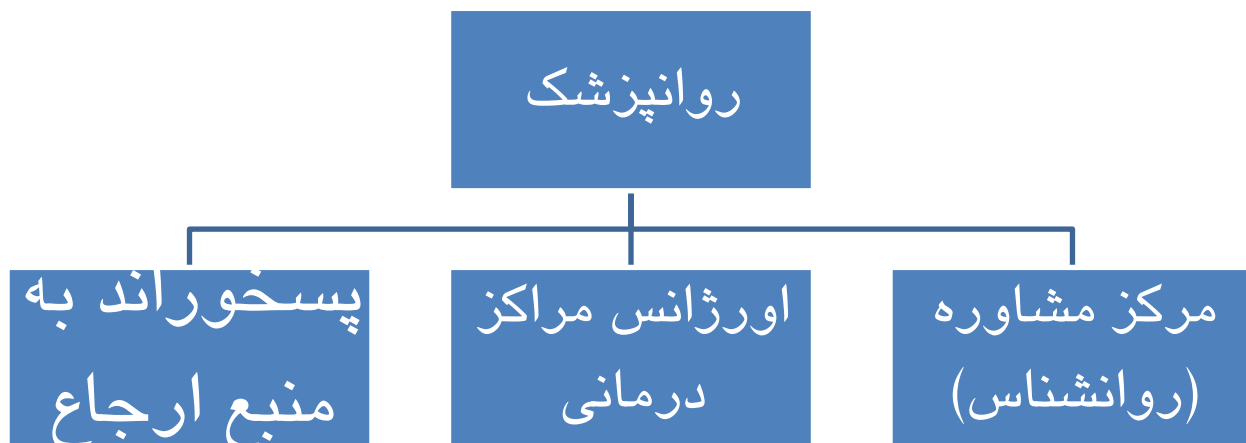 روانپزشک
مرکز مشاوره
(روانشناس)
اورژانس مراکز
درمانی
پسخوراند به
منبع ارجاع